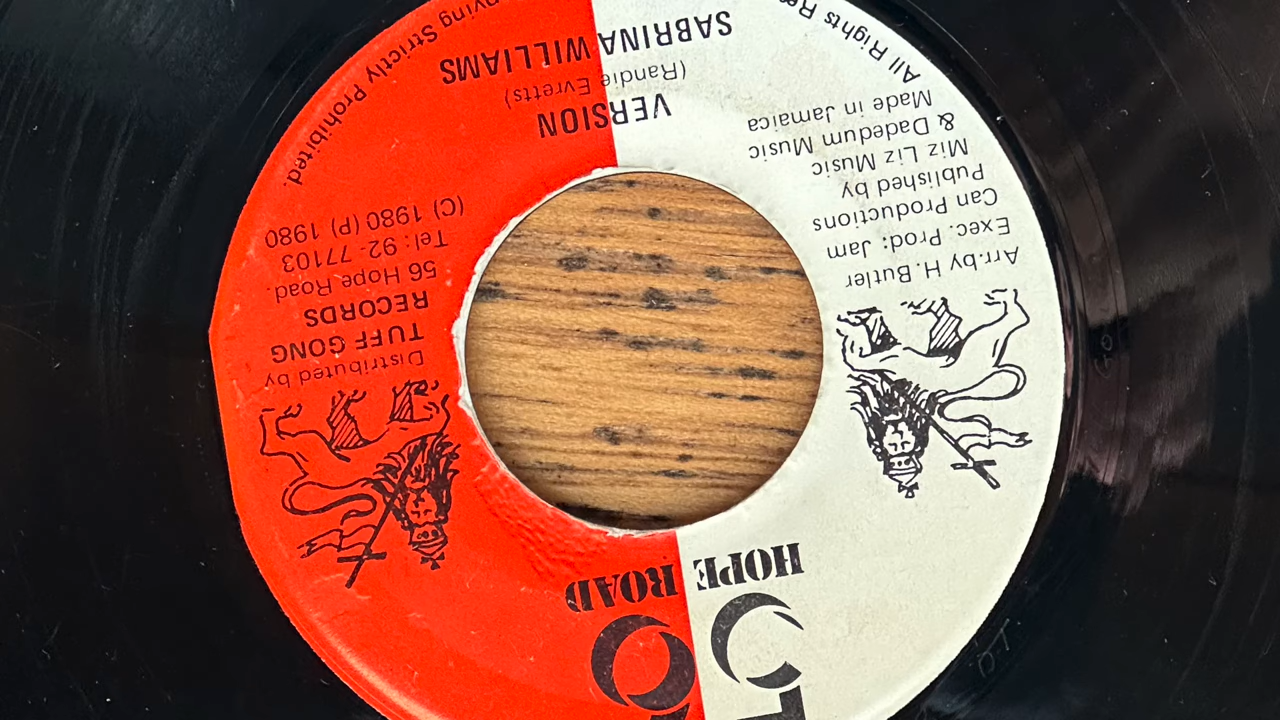 56
HOPE ROAD
Arr.by H. Butler
Exec. Prod: Jam
Can Productions
Published by
Miz Liz Music
& Dadedum Music
Made in Jamaica
Distributed by
TUFF GONG
RECORDS
56 Hope Road.
Tel: 92-77103
(C) 1980 (P) 1980
VERSION
(Randie Evretts)
SABRINA WILLIAMS
All Rights
Strictly Prohibited.
DT